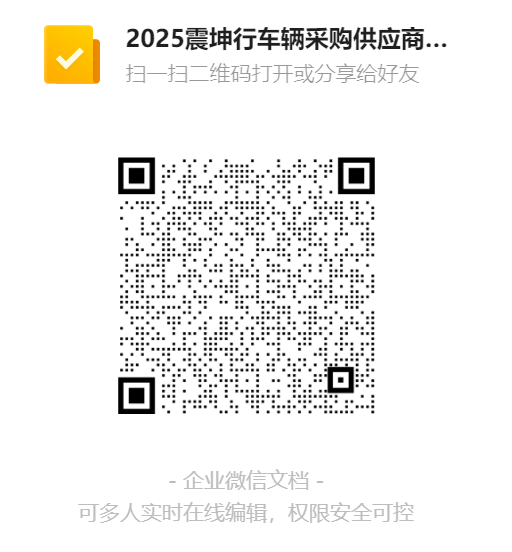 2025震坤行车辆采购供应商...
扫一扫二维码打开或分享给好友
- 企业微信文档 -
可多人实时在线编辑，权限安全可控